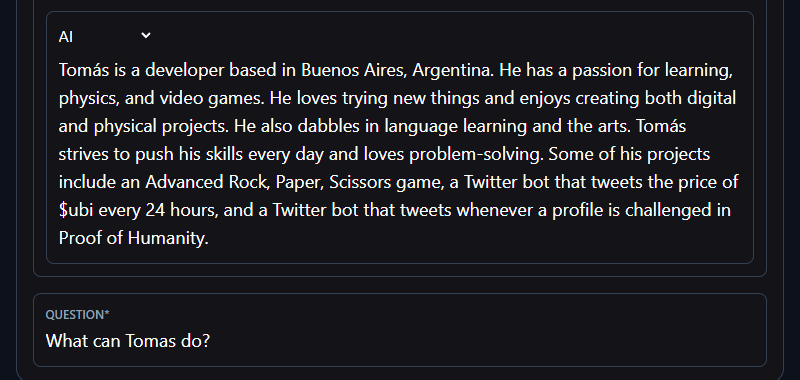 AI
Tomás is a developer based in Buenos Aires, Argentina. He has a passion for learning,
physics, and video games. He loves trying new things and enjoys creating both digital
and physical projects. He also dabbles in language learning and the arts. Tomás
strives to push his skills every day and loves problem-solving. Some of his projects
include an Advanced Rock, Paper, Scissors game, a Twitter bot that tweets the price of
$ubi every 24 hours, and a Twitter bot that tweets whenever a profile is challenged in
Proof of Humanity.
QUESTION*
What can Tomas do?